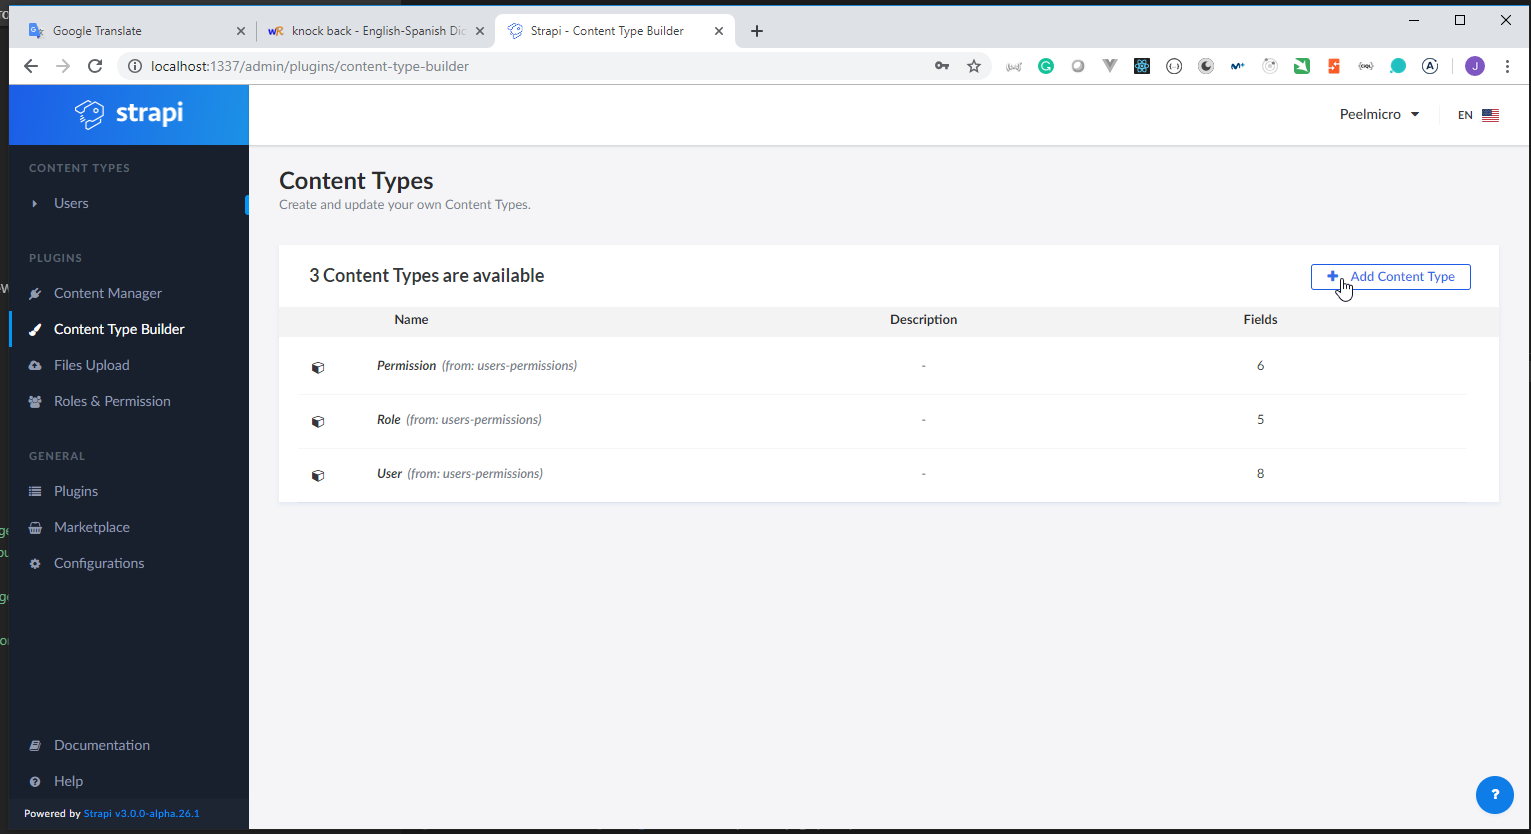 Google Translate
wR knock back - English-Spanish Dic
Strapi - Content Type Builder
localhost:1337/admin/plugins/content-type-builder
J
strapi
Peelmicro
EN
CONTENT TYPES
Users
PLUGINS
Content Manager
Content Type Builder
Files Upload
Roles & Permission
GENERAL
Plugins
Marketplace
Configurations
Documentation
Help
Powered by Strapi v3.0.0-alpha.26.1
Content Types
Create and update your own Content Types.
3 Content Types are available
+ Add Content Type
Name Description Fields
Permission (from: users-permissions) - 6
Role (from: users-permissions) - 5
User (from: users-permissions) - 8
?